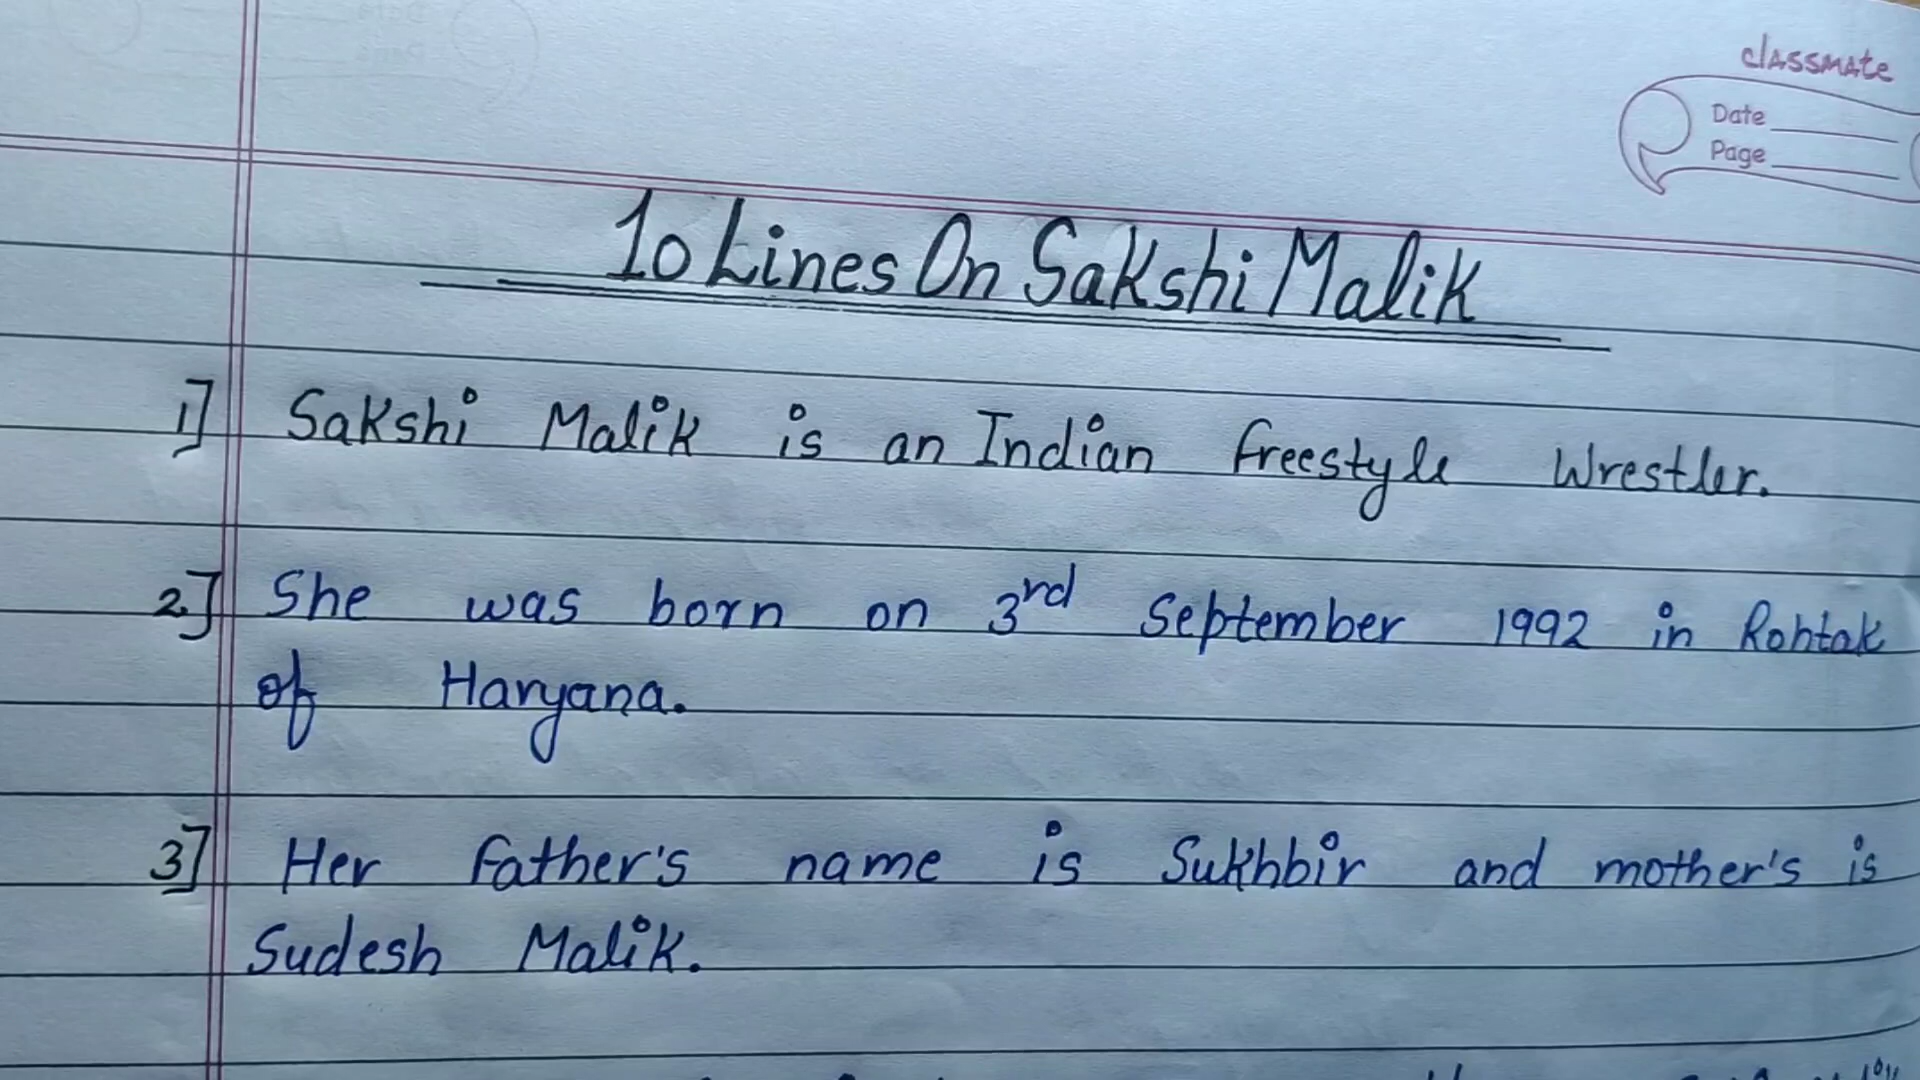 classmate
Date
Page
10 Lines On Sakshi Malik
1] Sakshi Malik is an Indian freestyle Wrestler.
2] She was born on 3rd September 1992 in Rohtak
of Haryana.
3] Her father's name is Sukhbir and mother's is
Sudesh Malik.